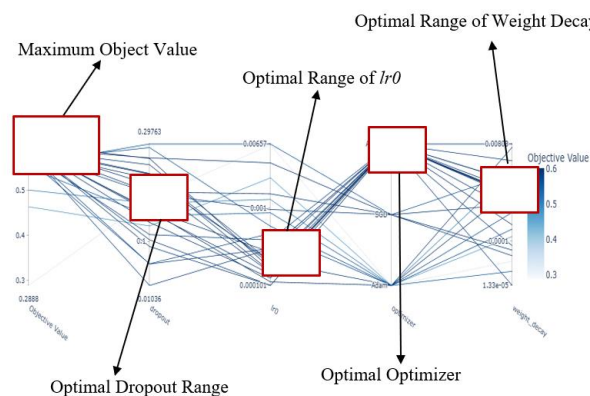 Optimal Range of Weight Decay
Maximum Object Value
Optimal Range of lr0
0.29763
0.00657
0.00808
Objective Value
0.6
0.5
0.5
0.001
SGD
0.4
0.4
0.1
0.0001
0.3
0.3
0.000101
Adam
1.33e-05
0.2888
0.01036
Objective Value
dropout
lr0
optimizer
weight_decay
Optimal Dropout Range
Optimal Optimizer